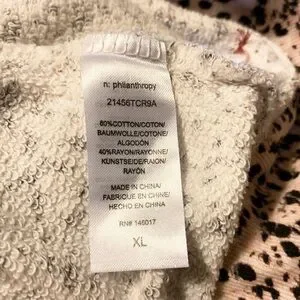 n: philanthropy
21456TCR9A
60%COTTON/COTON/
BAUMWOLLE/COTONE/
ALGODÓN
40%RAYON/RAYONNE/
KUNSTSEIDE/RAION/
RAYÓN
MADE IN CHINA/
FABRIQUE EN CHINE/
HECHO EN CHINA
RN# 146017
XL